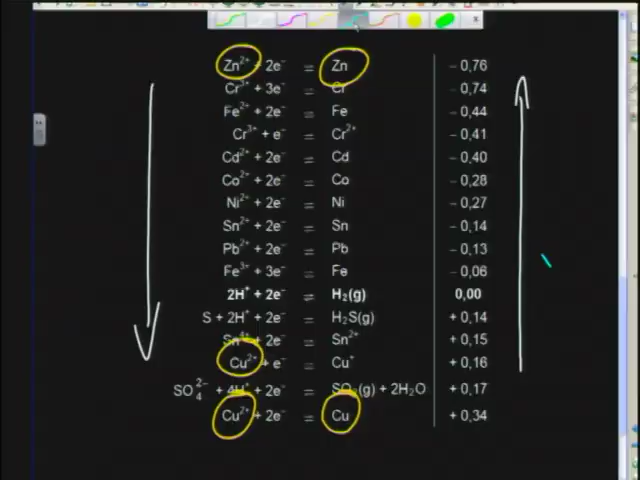 Zn²⁺ + 2e⁻ = Zn − 0,76
Cr³⁺ + 3e⁻ = Cr − 0,74
Fe²⁺ + 2e⁻ = Fe − 0,44
Cr³⁺ + e⁻ = Cr²⁺ − 0,41
Cd²⁺ + 2e⁻ = Cd − 0,40
Co²⁺ + 2e⁻ = Co − 0,28
Ni²⁺ + 2e⁻ = Ni − 0,27
Sn²⁺ + 2e⁻ = Sn − 0,14
Pb²⁺ + 2e⁻ = Pb − 0,13
Fe³⁺ + 3e⁻ = Fe − 0,06
2H⁺ + 2e⁻ = H₂(g) 0,00
S + 2H⁺ + 2e⁻ = H₂S(g) + 0,14
Sn⁴⁺ + 2e⁻ = Sn²⁺ + 0,15
Cu²⁺ + e⁻ = Cu⁺ + 0,16
SO₄²⁻ + 4H⁺ + 2e⁻ = SO₂(g) + 2H₂O + 0,17
Cu²⁺ + 2e⁻ = Cu + 0,34